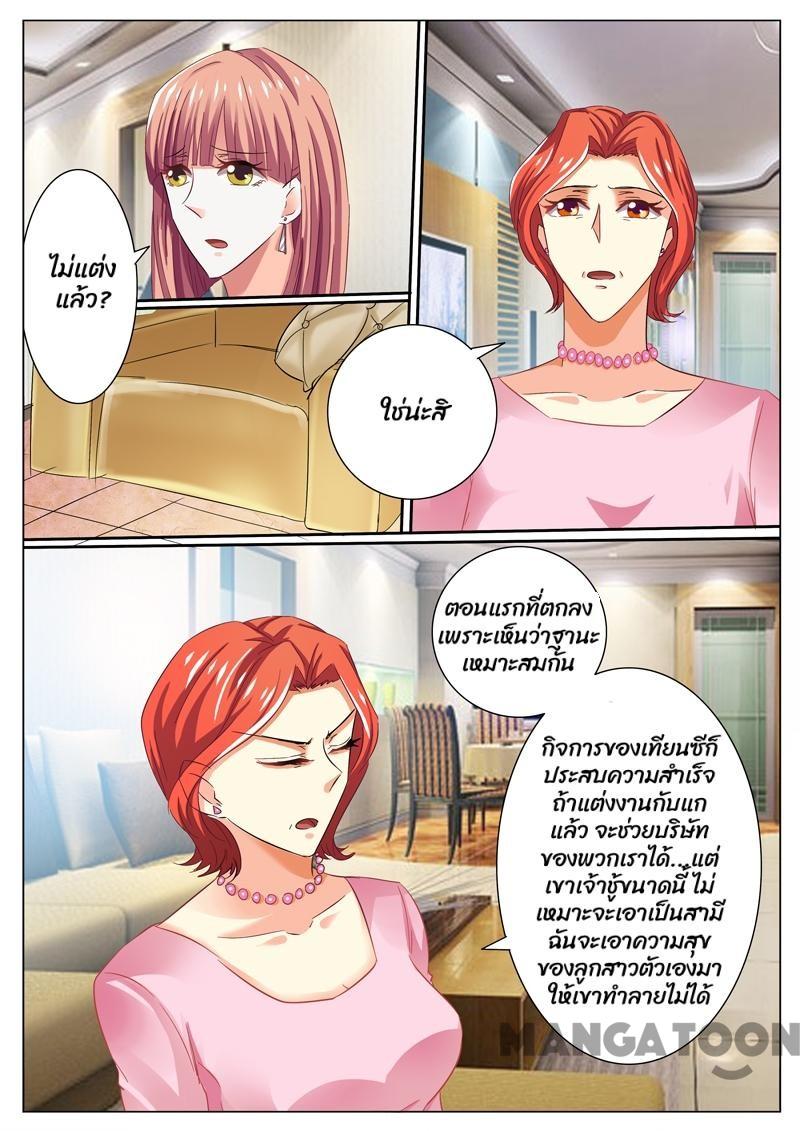 ไม่แต่ง
แล้ว?
ใช่น่ะสิ
ตอนแรกที่ตกลง
เพราะเห็นว่าฐานะ
เหมาะสมกัน
กิจการของเทียนซีก็
ประสบความสำเร็จ
ถ้าแต่งงานกับแก
แล้ว จะช่วยบริษัท
ของพวกเราได้...แต่
เขาเจ้าชู้ขนาดนี้ ไม่
เหมาะจะเอาเป็นสามี
ฉันจะเอาความสุข
ของลูกสาวตัวเองมา
ให้เขาทำลายไม่ได้
MANGATOON